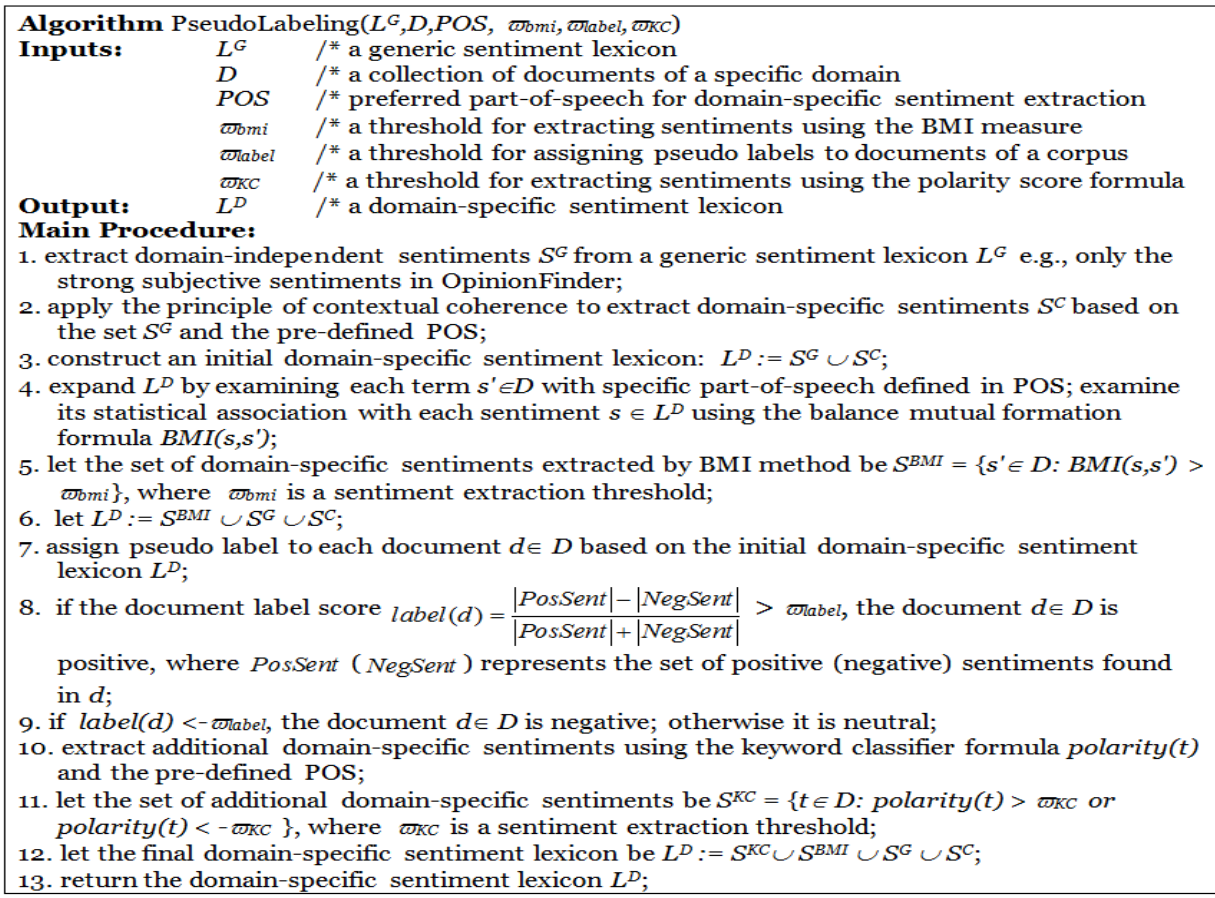 Algorithm PseudoLabeling(L^G,D,POS, ϖbmi,ϖlabel,ϖKC)
Inputs: L^G /* a generic sentiment lexicon
D /* a collection of documents of a specific domain
POS /* preferred part-of-speech for domain-specific sentiment extraction
ϖbmi /* a threshold for extracting sentiments using the BMI measure
ϖlabel /* a threshold for assigning pseudo labels to documents of a corpus
ϖKC /* a threshold for extracting sentiments using the polarity score formula
Output: L^D /* a domain-specific sentiment lexicon
Main Procedure:
1. extract domain-independent sentiments S^G from a generic sentiment lexicon L^G e.g., only the
strong subjective sentiments in OpinionFinder;
2. apply the principle of contextual coherence to extract domain-specific sentiments S^C based on
the set S^G and the pre-defined POS;
3. construct an initial domain-specific sentiment lexicon: L^D := S^G ∪ S^C;
4. expand L^D by examining each term s'∈D with specific part-of-speech defined in POS; examine
its statistical association with each sentiment s ∈ L^D using the balance mutual formation
formula BMI(s,s');
5. let the set of domain-specific sentiments extracted by BMI method be S^BMI = {s'∈ D: BMI(s,s') >
ϖbmi}, where ϖbmi is a sentiment extraction threshold;
6. let L^D := S^BMI ∪ S^G ∪ S^C;
7. assign pseudo label to each document d∈ D based on the initial domain-specific sentiment
lexicon L^D;
8. if the document label score label(d) = (|PosSent| − |NegSent|) / (|PosSent| + |NegSent|) > ϖlabel, the document d∈ D is
positive, where PosSent (NegSent) represents the set of positive (negative) sentiments found
in d;
9. if label(d) <-ϖlabel, the document d∈ D is negative; otherwise it is neutral;
10. extract additional domain-specific sentiments using the keyword classifier formula polarity(t)
and the pre-defined POS;
11. let the set of additional domain-specific sentiments be S^KC = {t∈ D: polarity(t) > ϖKC or
polarity(t) < -ϖKC }, where ϖKC is a sentiment extraction threshold;
12. let the final domain-specific sentiment lexicon be L^D := S^KC ∪ S^BMI ∪ S^G ∪ S^C;
13. return the domain-specific sentiment lexicon L^D;